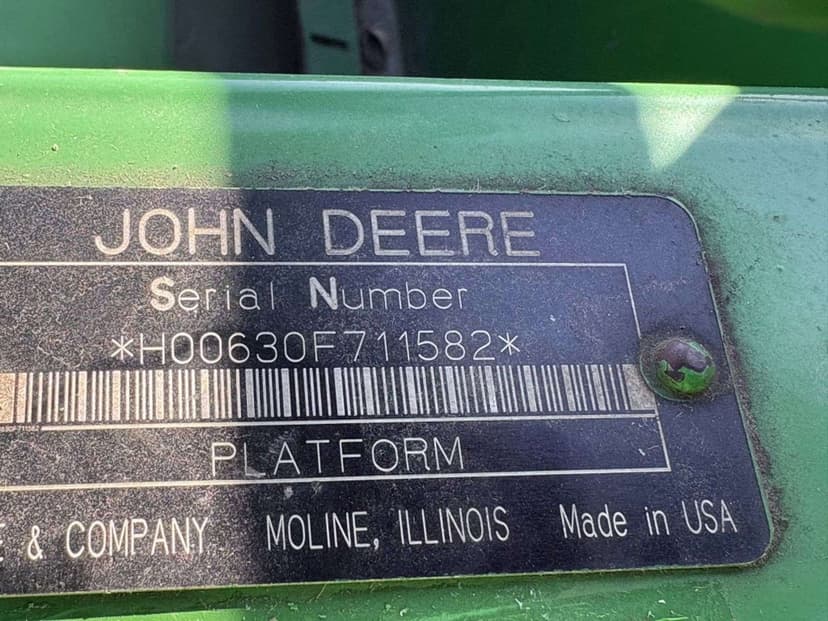 JOHN DEERE
Serial Number
*H00630F711582*
PLATFORM
& COMPANY MOLINE, ILLINOIS Made in USA